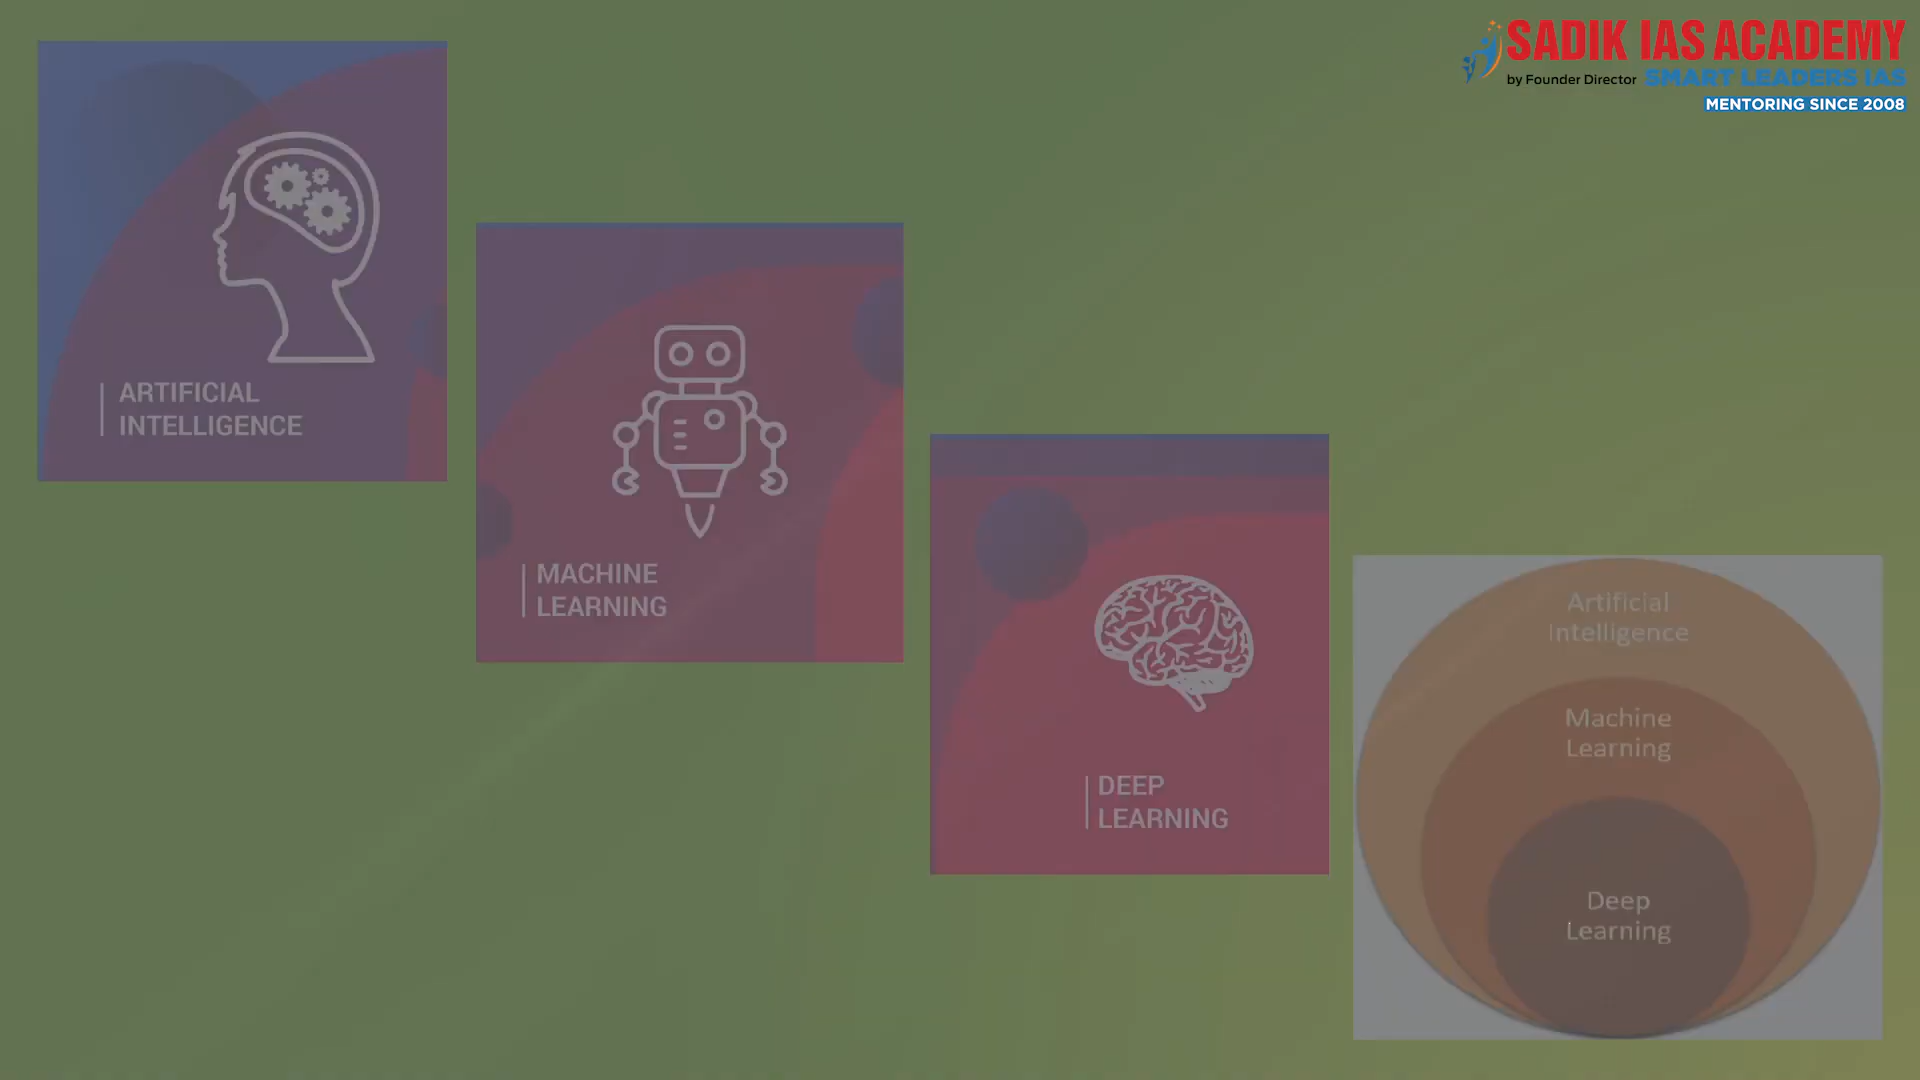 SADIK IAS ACADEMY
by Founder Director SMART LEADERS IAS
MENTORING SINCE 2008
ARTIFICIAL
INTELLIGENCE
MACHINE
LEARNING
DEEP
LEARNING
Artificial
Intelligence
Machine
Learning
Deep
Learning